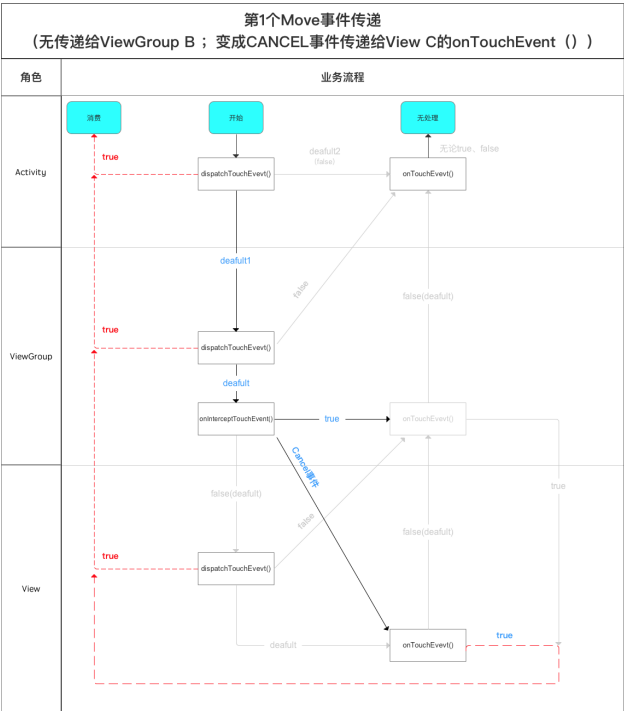 第1个Move事件传递
（无传递给ViewGroup B ；变成CANCEL事件传递给View C的onTouchEvent（））
角色
业务流程
消费
开始
无处理
true
deafult2
(false)
无论true、false
Activity
dispatchTouchEvevt()
onTouchEvevt()
deafult1
false
false(deafult)
true
ViewGroup
dispatchTouchEvevt()
deafult
onInterceptTouchEvent()
true
onTouchEvevt()
Cancel事件
false(deafult)
true
false
false(deafult)
true
View
dispatchTouchEvevt()
deafult
onTouchEvevt()
true